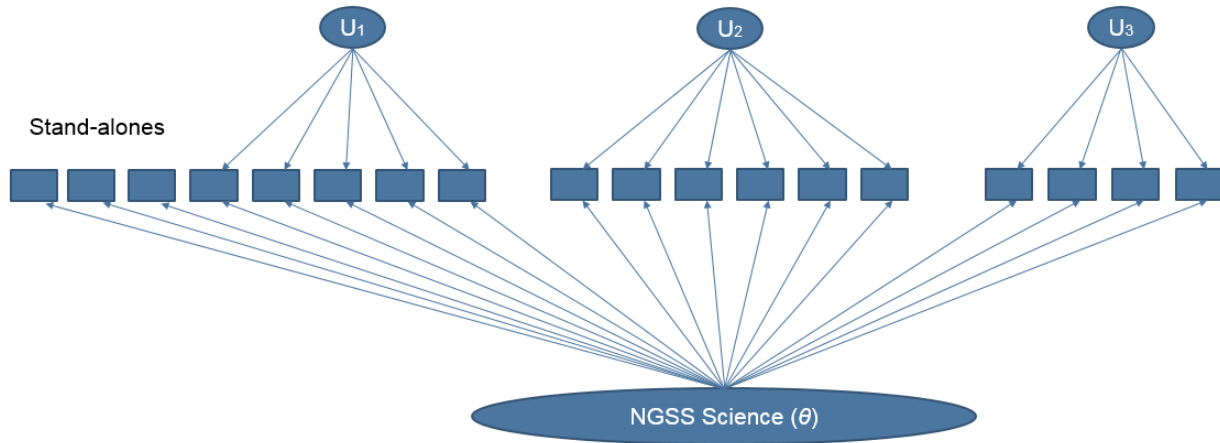 U₁
U₂
U₃
Stand-alones
NGSS Science (θ)